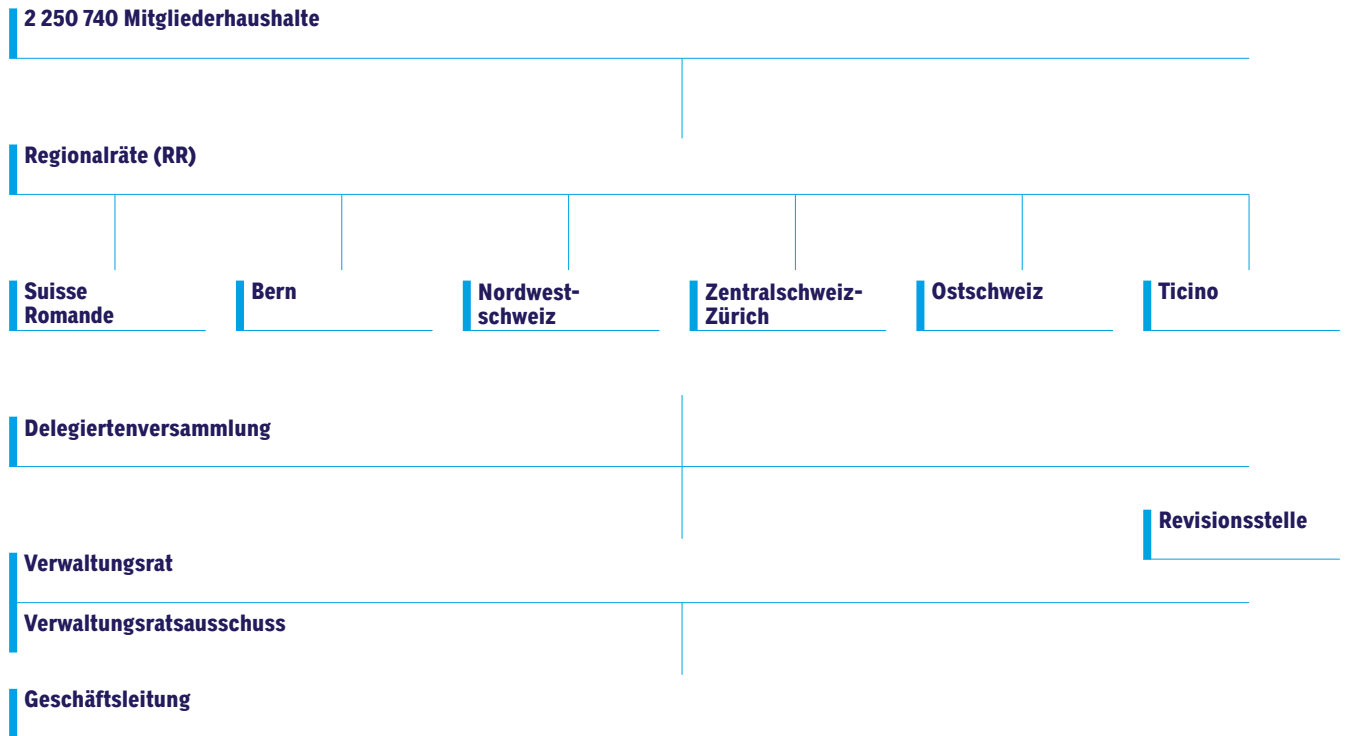 2 250 740 Mitgliederhaushalte
Regionalräte (RR)
Suisse
Romande
Bern
Nordwest-
schweiz
Zentralschweiz-
Zürich
Ostschweiz
Ticino
Delegiertenversammlung
Revisionsstelle
Verwaltungsrat
Verwaltungsratsausschuss
Geschäftsleitung